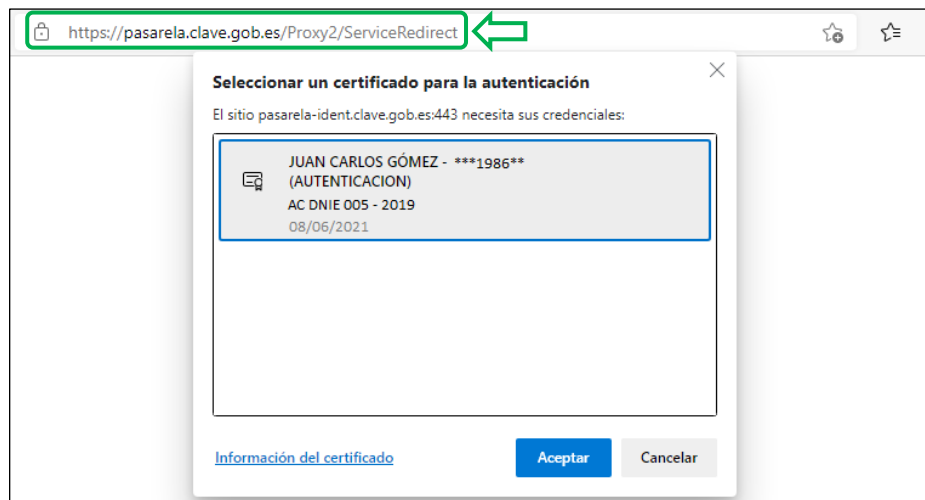 https://pasarela.clave.gob.es/Proxy2/ServiceRedirect
Seleccionar un certificado para la autenticación
El sitio pasarela-ident.clave.gob.es:443 necesita sus credenciales:
JUAN CARLOS GÓMEZ - ***1986**
(AUTENTICACION)
AC DNIE 005 - 2019
08/06/2021
Información del certificado
Aceptar
Cancelar